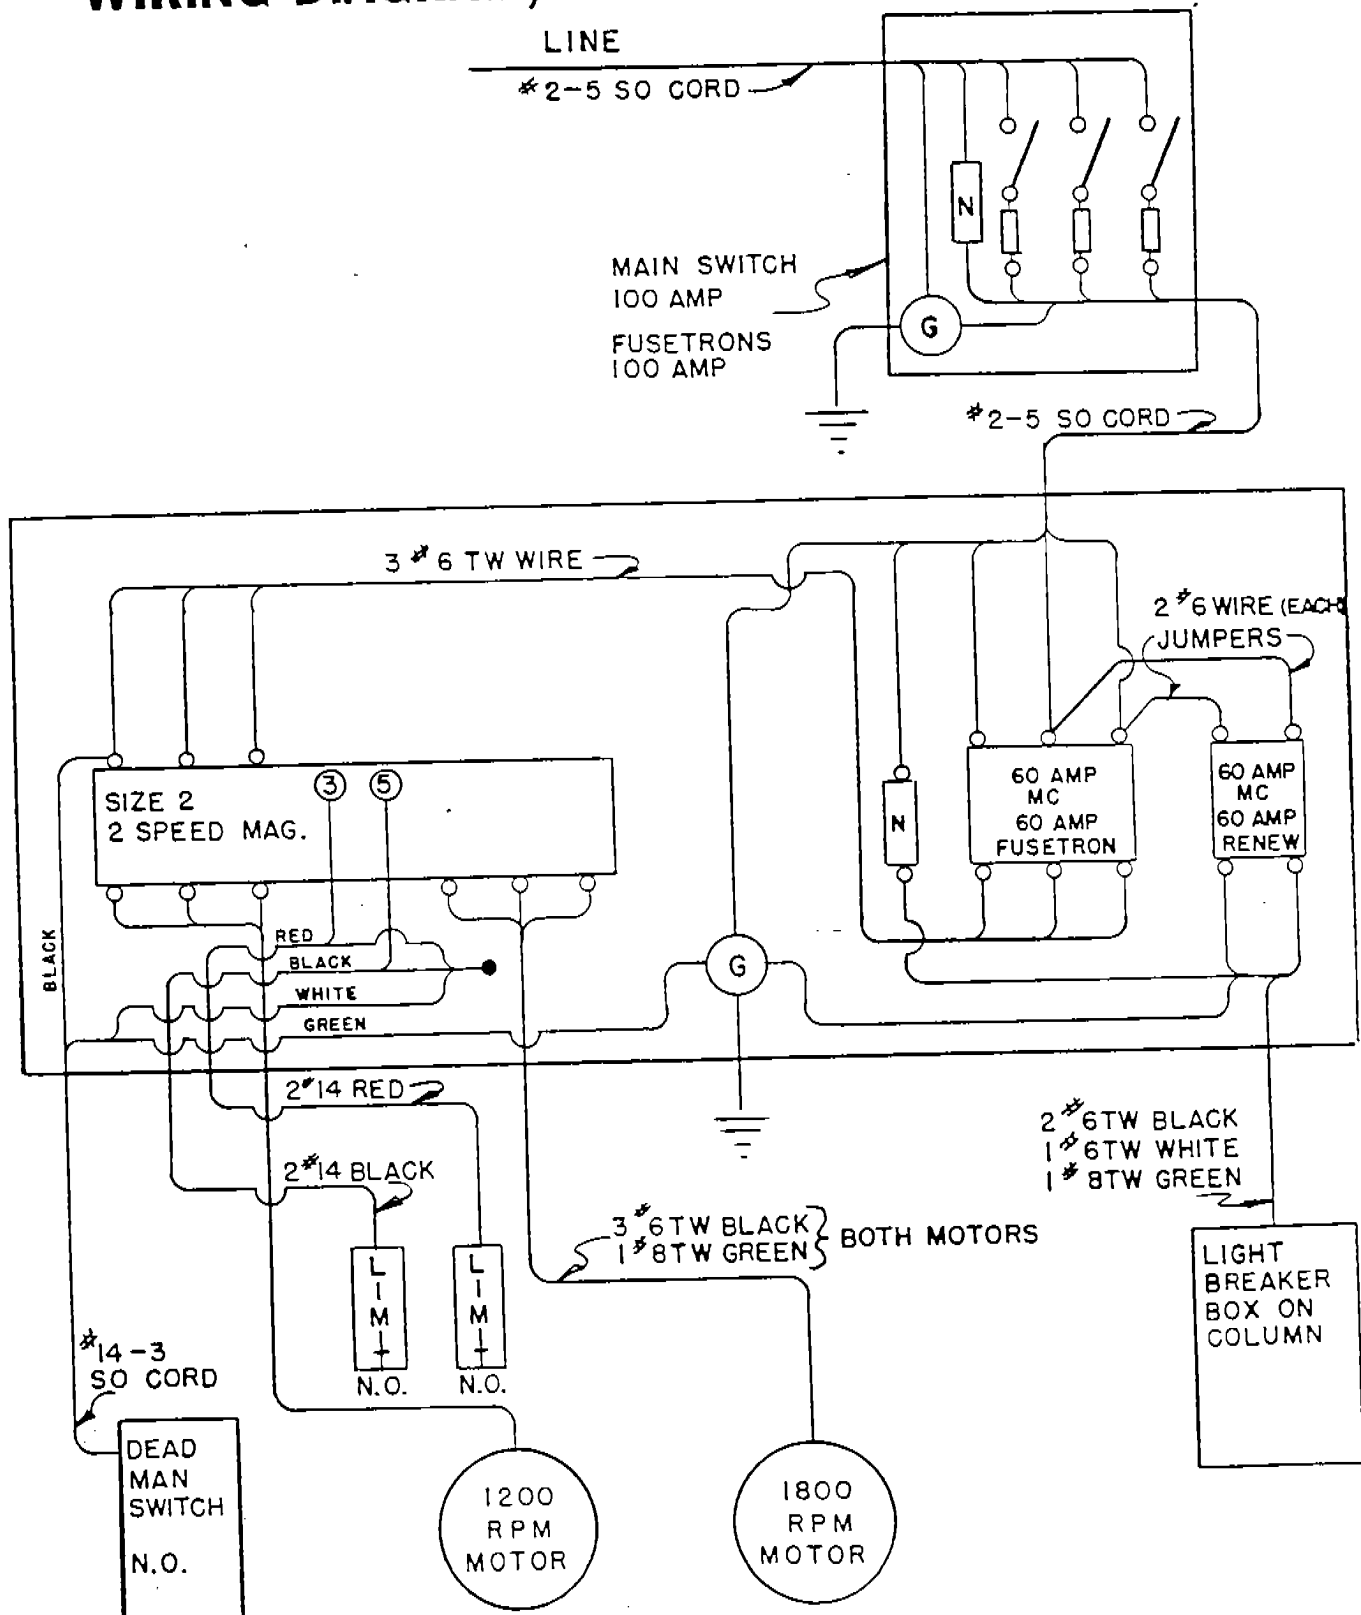 LINE
#2-5 SO CORD
N
MAIN SWITCH
100 AMP
FUSETRONS
100 AMP
G
#2-5 SO CORD
3 #6 TW WIRE
2 #6 WIRE (EACH)
JUMPERS
SIZE 2
2 SPEED MAG.
3
5
N
60 AMP
MC
60 AMP
FUSETRON
60 AMP
MC
60 AMP
RENEW
BLACK
RED
BLACK
WHITE
GREEN
G
2#14 RED
2#14 BLACK
2 #6TW BLACK
1 #6TW WHITE
1 #8TW GREEN
3 #6TW BLACK
1 #8TW GREEN
BOTH MOTORS
LIMIT
N.O.
LIMIT
N.O.
LIGHT
BREAKER
BOX ON
COLUMN
#14-3
SO CORD
DEAD
MAN
SWITCH
N.O.
1200
RPM
MOTOR
1800
RPM
MOTOR